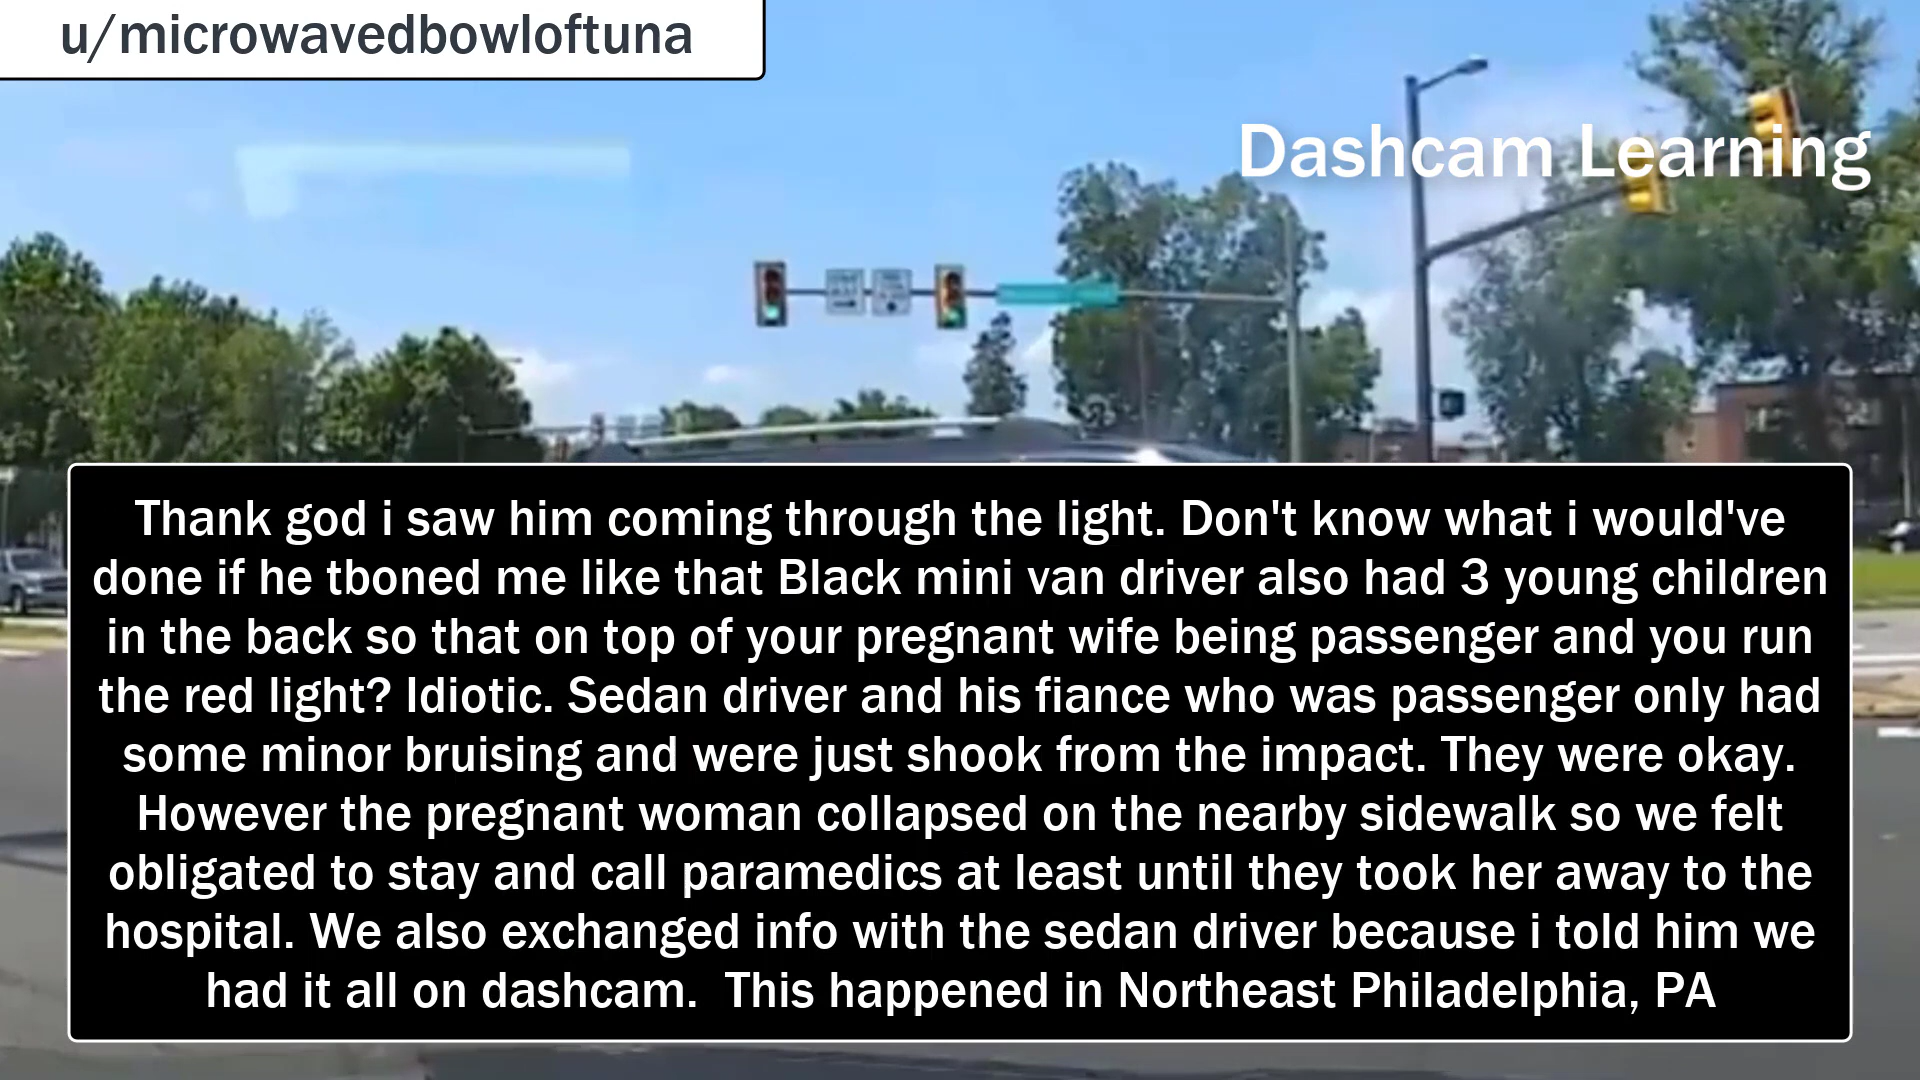 u/microwavedbowloftuna
Dashcam Learning
Thank god i saw him coming through the light. Don't know what i would've
done if he tboned me like that Black mini van driver also had 3 young children
in the back so that on top of your pregnant wife being passenger and you run
the red light? Idiotic. Sedan driver and his fiance who was passenger only had
some minor bruising and were just shook from the impact. They were okay.
However the pregnant woman collapsed on the nearby sidewalk so we felt
obligated to stay and call paramedics at least until they took her away to the
hospital. We also exchanged info with the sedan driver because i told him we
had it all on dashcam.  This happened in Northeast Philadelphia, PA